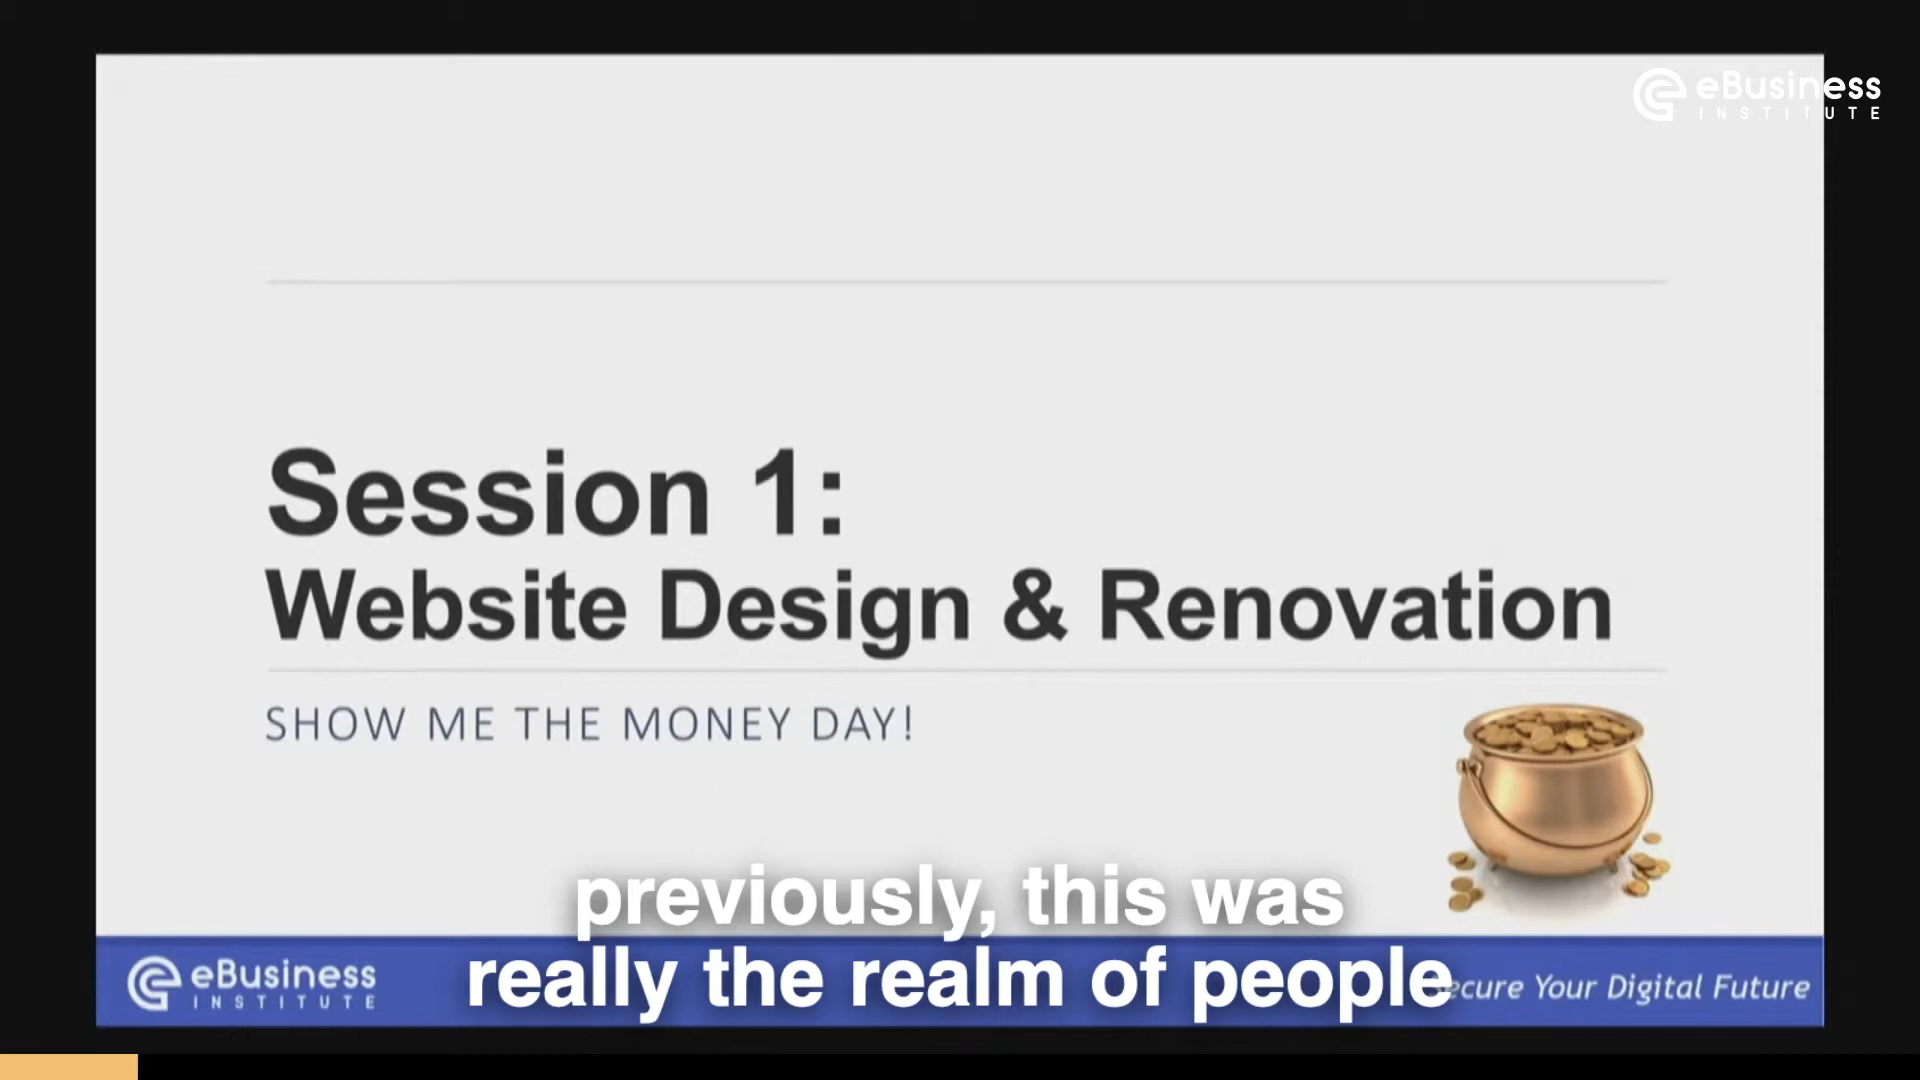 eBusiness
INSTITUTE
Session 1:
Website Design & Renovation
SHOW ME THE MONEY DAY!
previously, this was
really the realm of people
eBusiness
INSTITUTE
ecure Your Digital Future